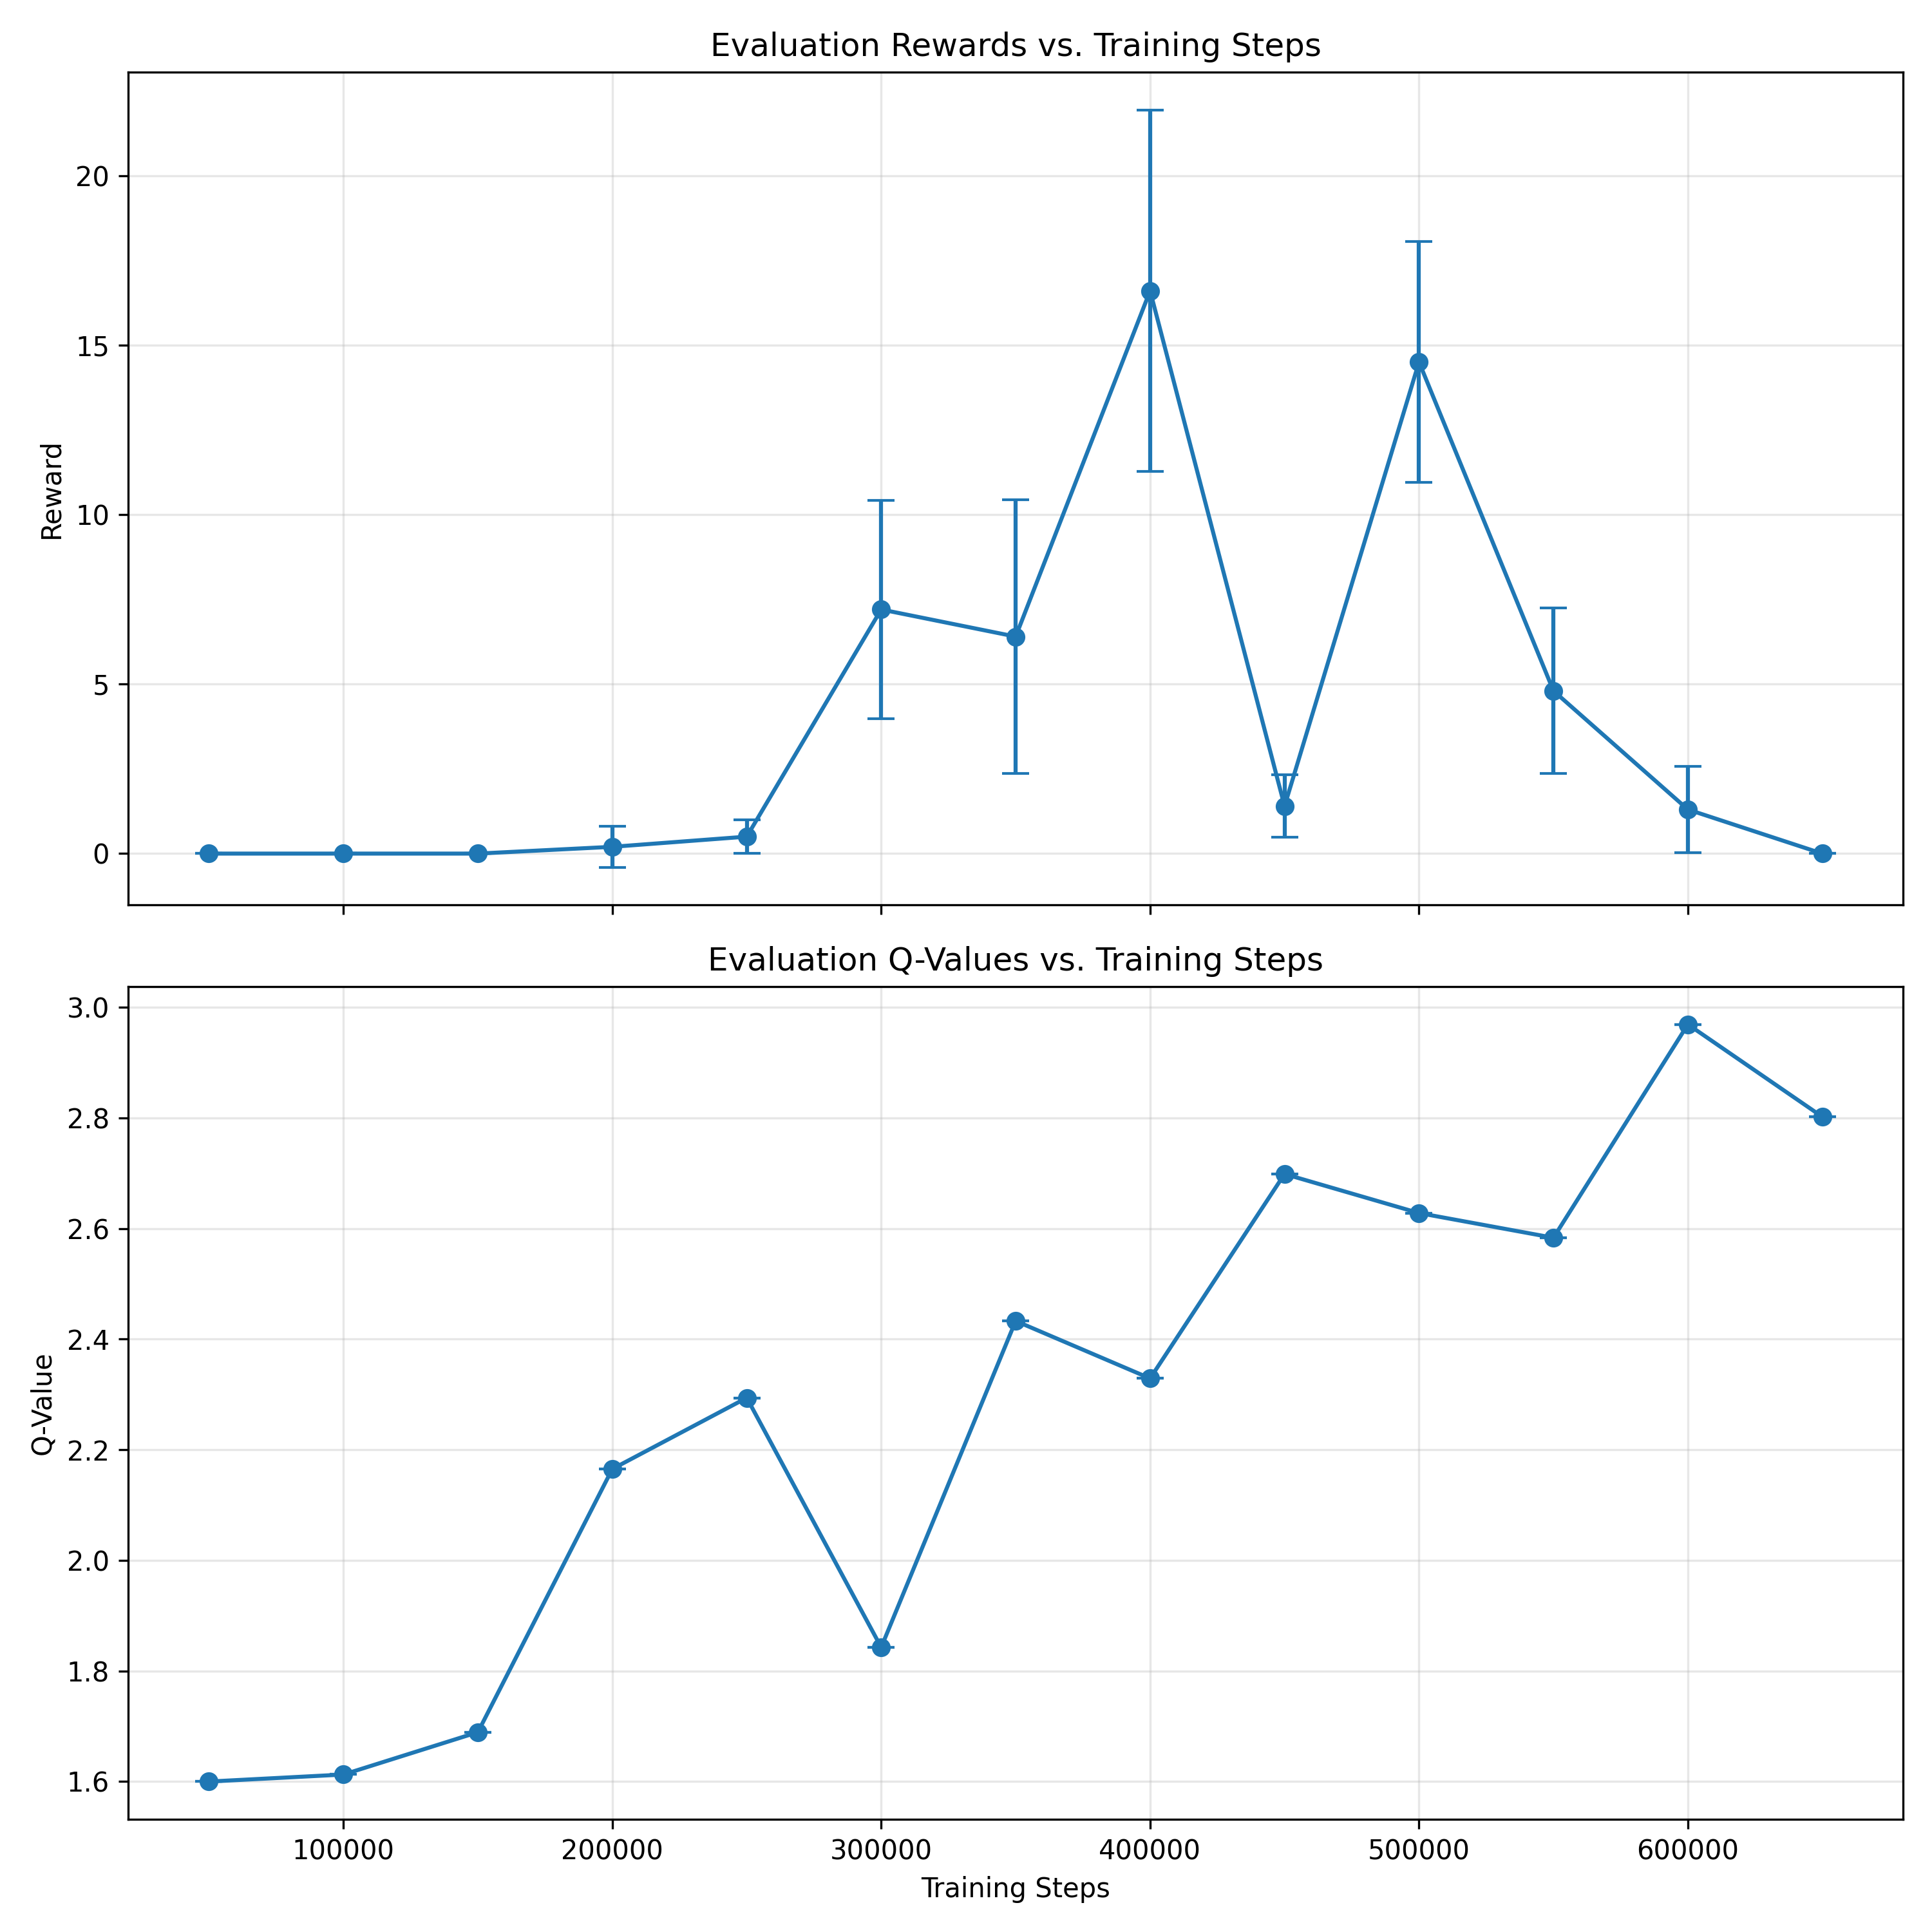 Evaluation Rewards vs. Training Steps
20
15
10
5
0
Reward
Evaluation Q-Values vs. Training Steps
3.0
2.8
2.6
2.4
2.2
2.0
1.8
1.6
Q-Value
100000 200000 300000 400000 500000 600000
Training Steps